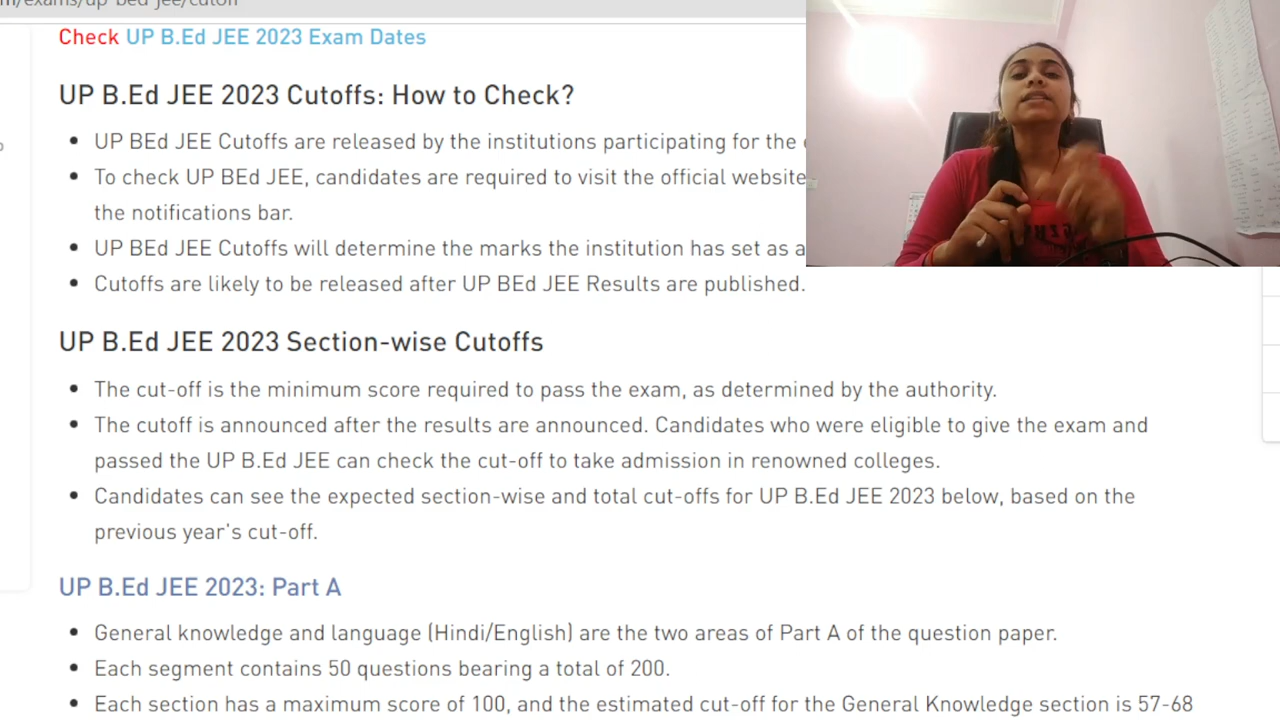 Check UP B.Ed JEE 2023 Exam Dates
UP B.Ed JEE 2023 Cutoffs: How to Check?
UP BEd JEE Cutoffs are released by the institutions participating for the
To check UP BEd JEE, candidates are required to visit the official website
the notifications bar.
UP BEd JEE Cutoffs will determine the marks the institution has set as a
Cutoffs are likely to be released after UP BEd JEE Results are published.
UP B.Ed JEE 2023 Section-wise Cutoffs
The cut-off is the minimum score required to pass the exam, as determined by the authority.
The cutoff is announced after the results are announced. Candidates who were eligible to give the exam and
passed the UP B.Ed JEE can check the cut-off to take admission in renowned colleges.
Candidates can see the expected section-wise and total cut-offs for UP B.Ed JEE 2023 below, based on the
previous year's cut-off.
UP B.Ed JEE 2023: Part A
General knowledge and language (Hindi/English) are the two areas of Part A of the question paper.
Each segment contains 50 questions bearing a total of 200.
Each section has a maximum score of 100, and the estimated cut-off for the General Knowledge section is 57-68